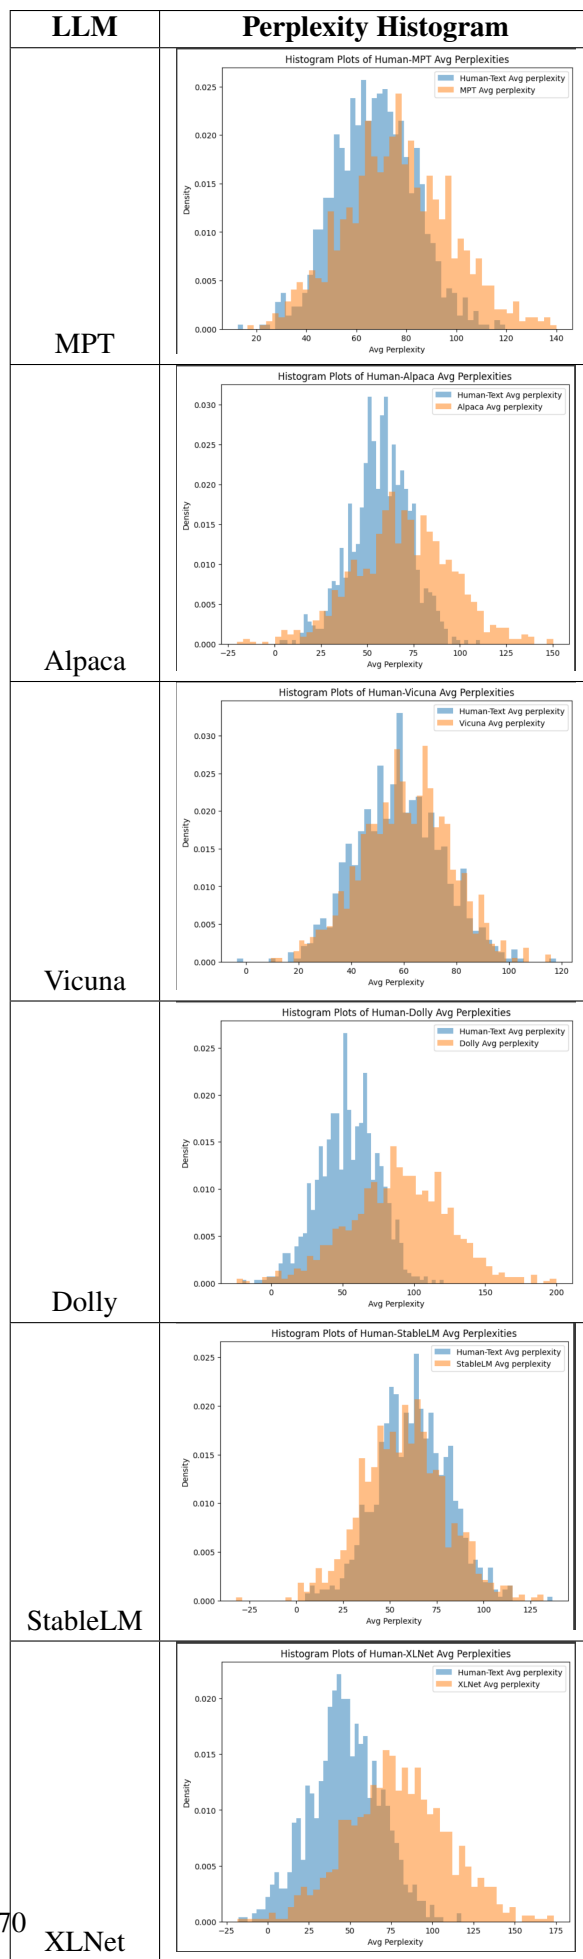 LLM Perplexity Histogram
Histogram Plots of Human-MPT Avg Perplexities
Human-Text Avg perplexity
MPT Avg perplexity
0.025
0.020
0.015
0.010
0.005
0.000
Density
20 40 60 80 100 120 140
Avg Perplexity
MPT
Histogram Plots of Human-Alpaca Avg Perplexities
Human-Text Avg perplexity
Alpaca Avg perplexity
0.030
0.025
0.020
0.015
0.010
0.005
0.000
Density
−25 0 25 50 75 100 125 150
Avg Perplexity
Alpaca
Histogram Plots of Human-Vicuna Avg Perplexities
Human-Text Avg perplexity
Vicuna Avg perplexity
0.030
0.025
0.020
0.015
0.010
0.005
0.000
Density
0 20 40 60 80 100 120
Avg Perplexity
Vicuna
Histogram Plots of Human-Dolly Avg Perplexities
Human-Text Avg perplexity
Dolly Avg perplexity
0.025
0.020
0.015
0.010
0.005
0.000
Density
0 50 100 150 200
Avg Perplexity
Dolly
Histogram Plots of Human-StableLM Avg Perplexities
Human-Text Avg perplexity
StableLM Avg perplexity
0.025
0.020
0.015
0.010
0.005
0.000
Density
−25 0 25 50 75 100 125
Avg Perplexity
StableLM
Histogram Plots of Human-XLNet Avg Perplexities
Human-Text Avg perplexity
XLNet Avg perplexity
0.020
0.015
0.010
0.005
0.000
Density
−25 0 25 50 75 100 125 150 175
Avg Perplexity
70
XLNet